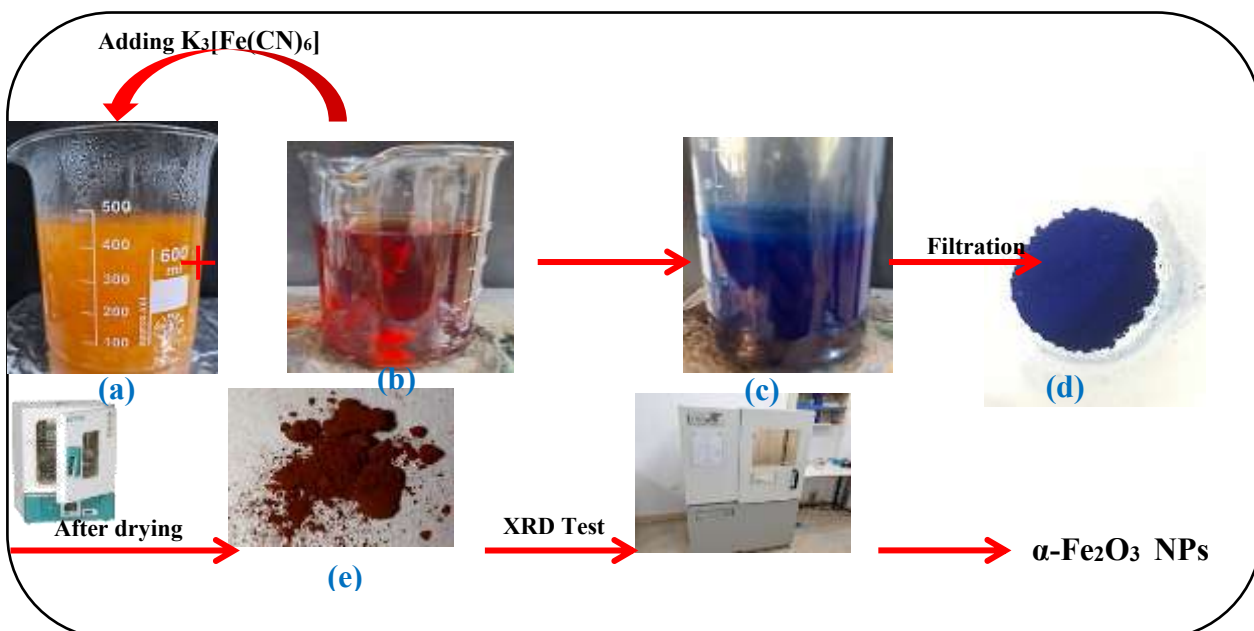 Adding K₃[Fe(CN)₆]
500
400
300
200
100
600
ml
(a)
(b)
(c)
Filtration
(d)
After drying
(e)
XRD Test
α-Fe₂O₃ NPs